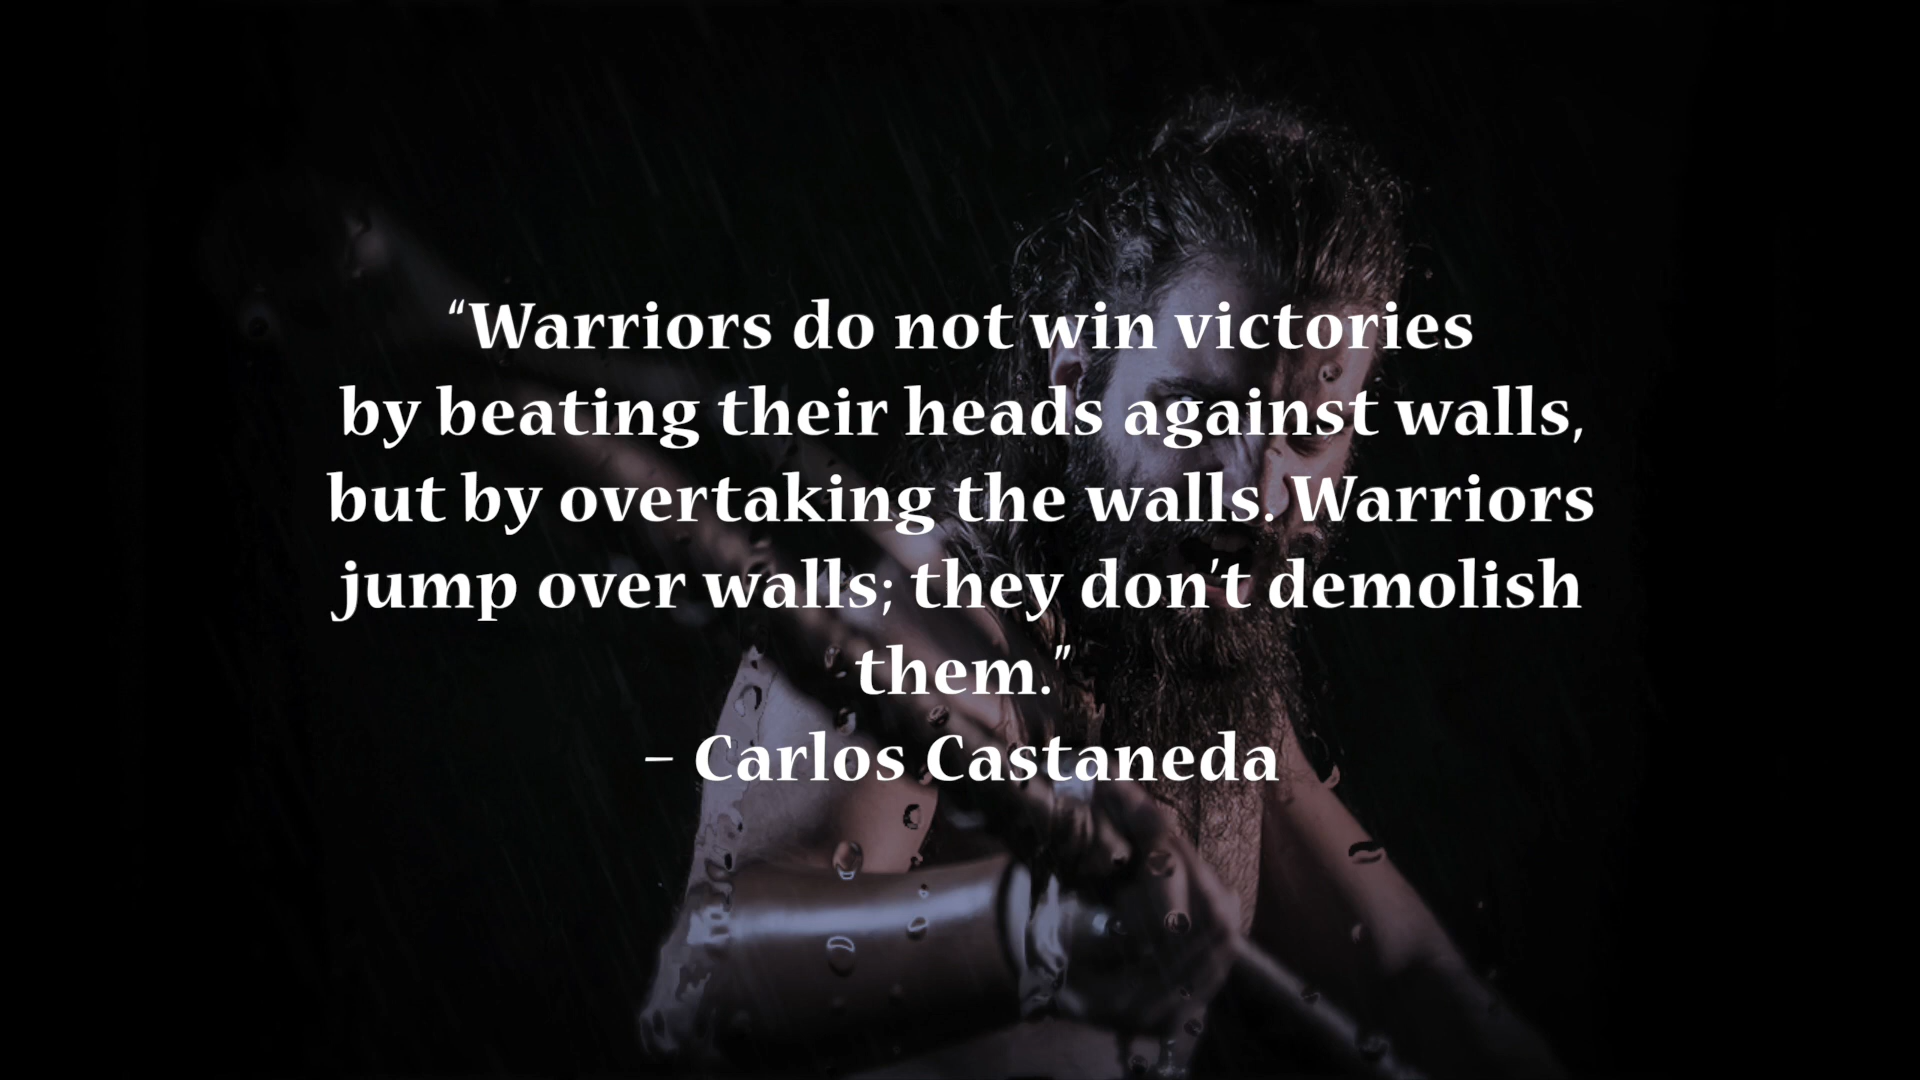 “Warriors do not win victories
by beating their heads against walls,
but by overtaking the walls. Warriors
jump over walls; they don't demolish
them.”
– Carlos Castaneda